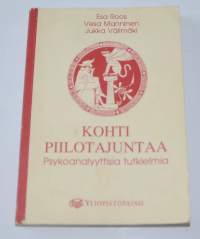 Esa Roos
Vesa Manninen
Jukka Välimäki
KOHTI
PIILOTAJUNTAA
Psykoanalyyttisia tutkielmia
YLIOPISTOPAINO